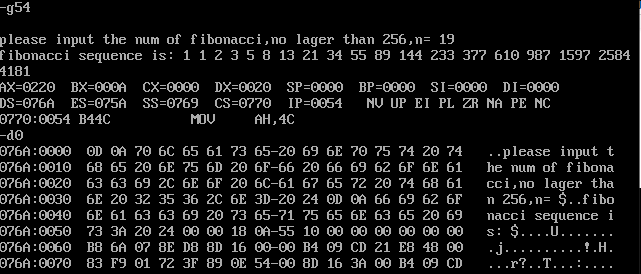 -g54
please input the num of fibonacci,no lager than 256,n= 19
fibonacci sequence is: 1 1 2 3 5 8 13 21 34 55 89 144 233 377 610 987 1597 2584
4181
AX=0220  BX=000A  CX=0000  DX=0020  SP=0000  BP=0000  SI=0000  DI=0000
DS=076A  ES=075A  SS=0769  CS=0770  IP=0054   NV UP EI PL ZR NA PE NC
0770:0054 B44C          MOV     AH,4C
-d0
076A:0000  0D 0A 70 6C 65 61 73 65-20 69 6E 70 75 74 20 74   ..please input t
076A:0010  68 65 20 6E 75 6D 20 6F-66 20 66 69 62 6F 6E 61   he num of fibona
076A:0020  63 63 69 2C 6E 6F 20 6C-61 67 65 72 20 74 68 61   cci,no lager tha
076A:0030  6E 20 32 35 36 2C 6E 3D-20 24 0D 0A 66 69 62 6F   n 256,n= $..fibo
076A:0040  6E 61 63 63 69 20 73 65-71 75 65 6E 63 65 20 69   nacci sequence i
076A:0050  73 3A 20 24 00 00 18 0A-55 10 00 00 00 00 00 00   s: $....U.......
076A:0060  B8 6A 07 8E D8 8D 16 00-00 B4 09 CD 21 E8 48 00   .j..........!.H.
076A:0070  83 F9 01 72 3F 89 0E 54-00 8D 16 3A 00 B4 09 CD   ...r?..T...:....